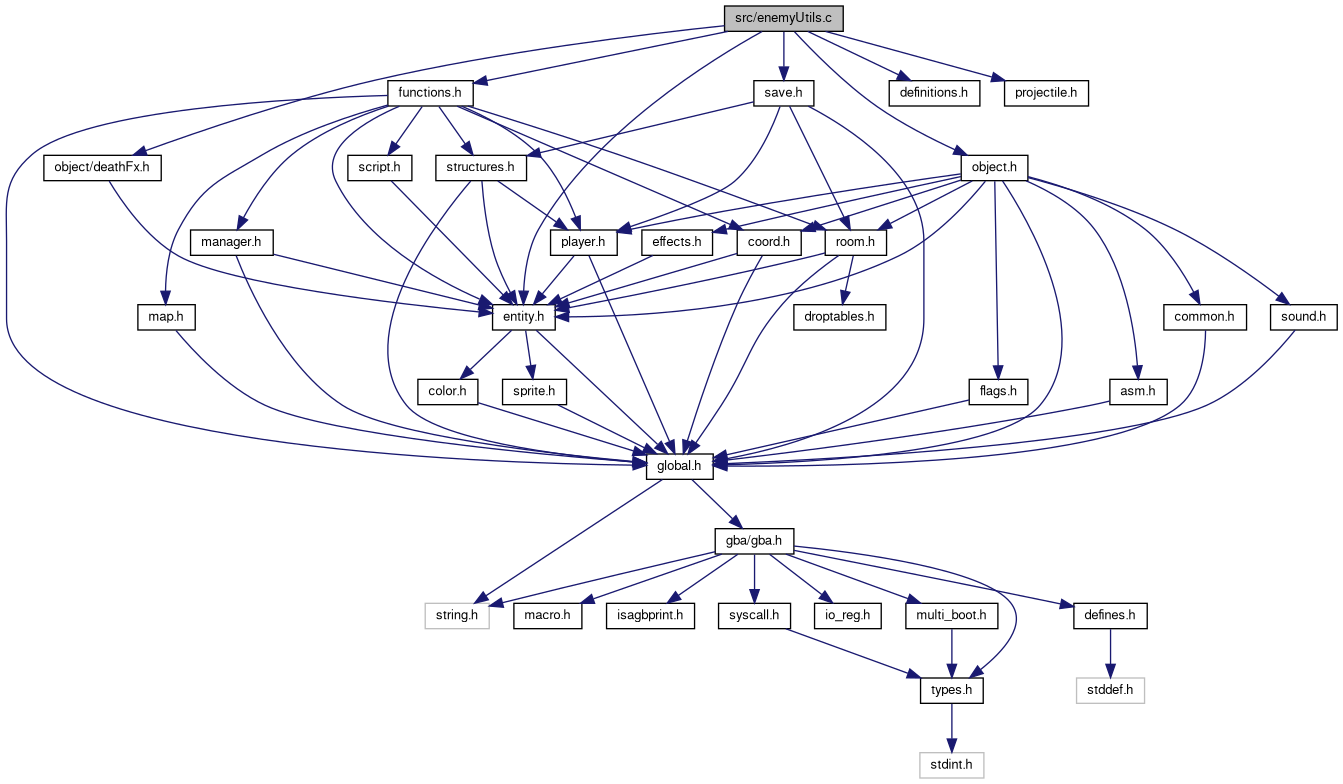 src/enemyUtils.c
functions.h
save.h
definitions.h
projectile.h
object/deathFx.h
script.h
structures.h
object.h
manager.h
player.h
effects.h
coord.h
room.h
map.h
entity.h
droptables.h
common.h
sound.h
color.h
sprite.h
flags.h
asm.h
global.h
gba/gba.h
string.h
macro.h
isagbprint.h
syscall.h
io_reg.h
multi_boot.h
defines.h
types.h
stddef.h
stdint.h